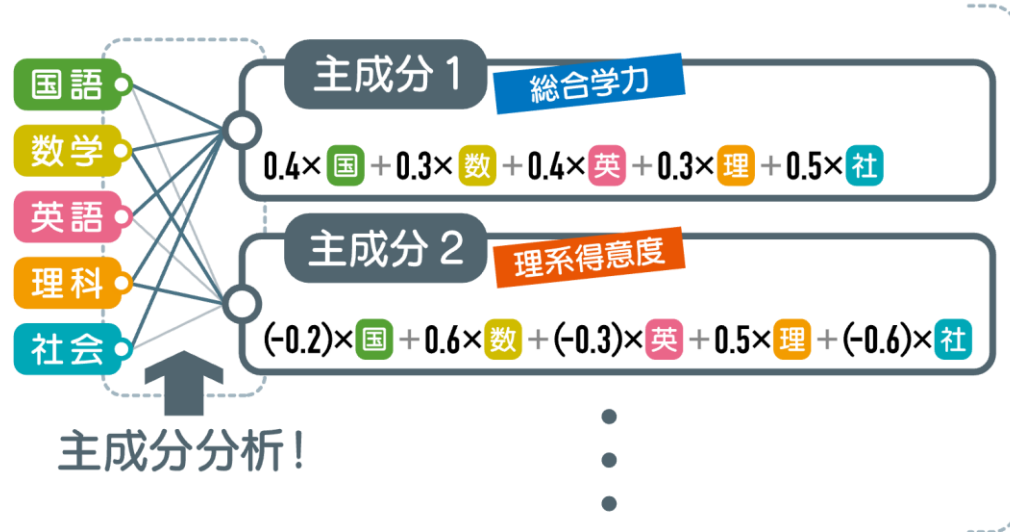 国語
数学
英語
理科
社会
主成分1
総合学力
0.4×国+0.3×数+0.4×英+0.3×理+0.5×社
主成分2
理系得意度
(-0.2)×国+0.6×数+(-0.3)×英+0.5×理+(-0.6)×社
主成分分析!